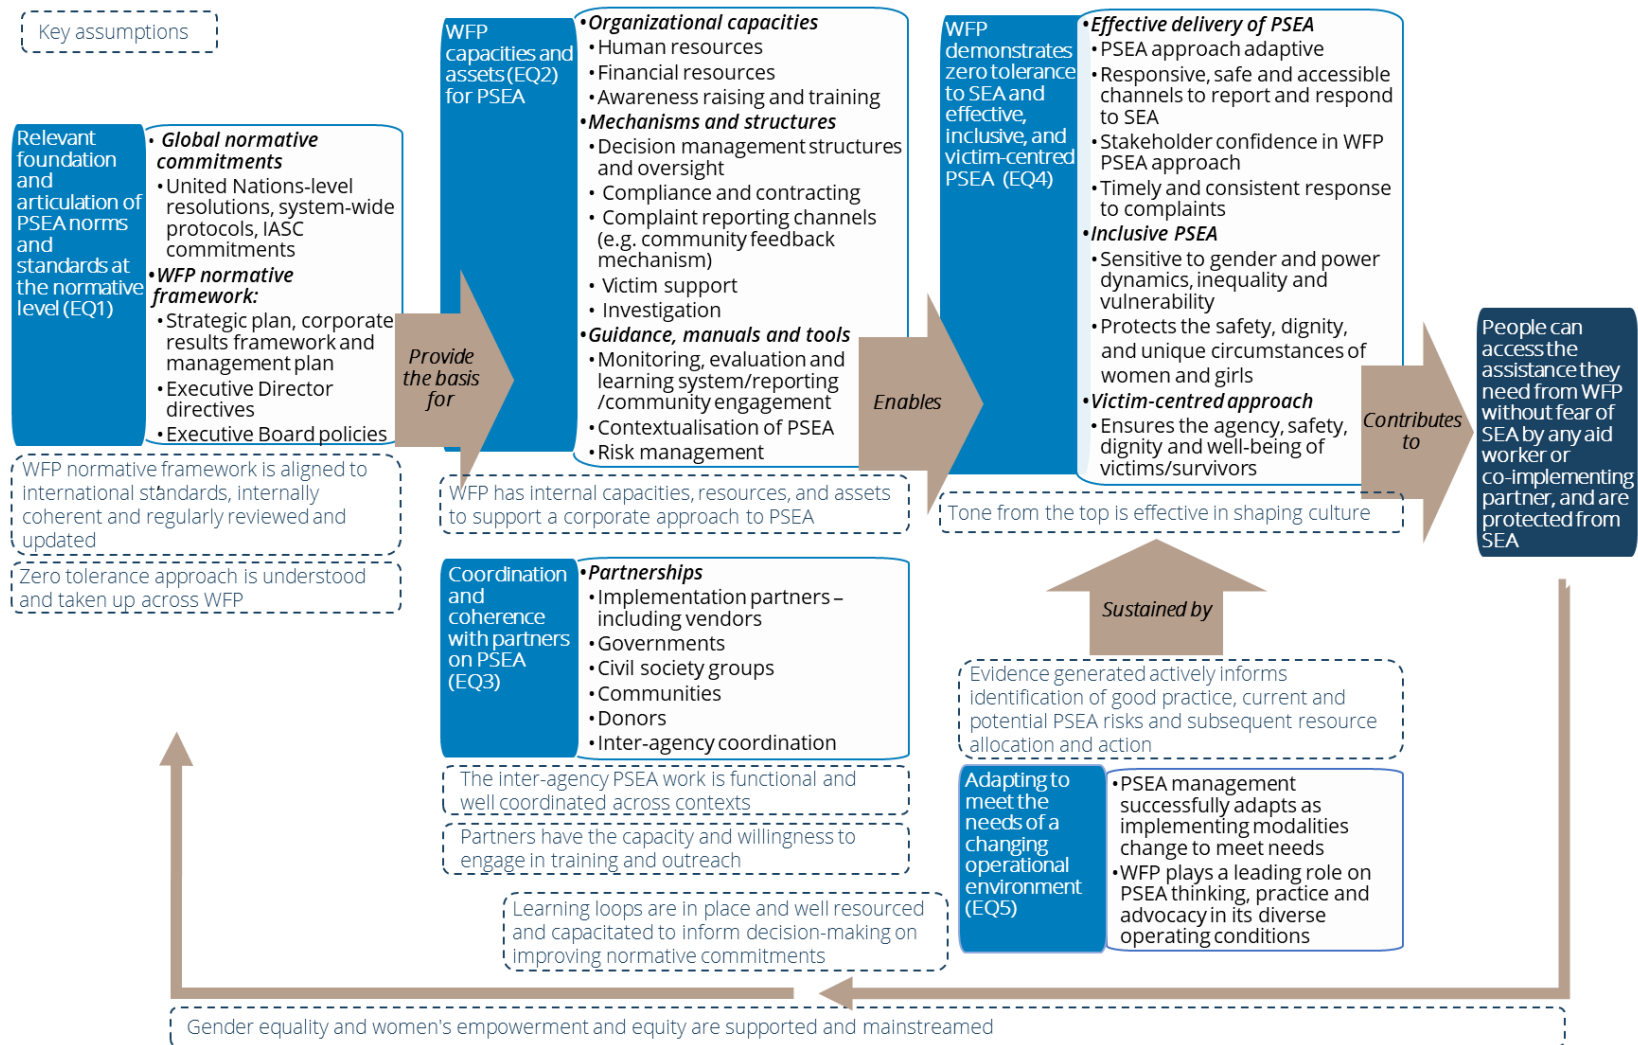 Key assumptions
Relevant
foundation
and
articulation of
PSEA norms
and
standards at
the normative
level (EQ1)
• Global normative
commitments
•United Nations-level
resolutions, system-wide
protocols, IASC
commitments
•WFP normative
framework:
•Strategic plan, corporate
results framework and
management plan
•Executive Director
directives
•Executive Board policies
WFP normative framework is aligned to
international standards, internally
coherent and regularly reviewed and
updated
Zero tolerance approach is understood
and taken up across WFP
Provide
the basis
for
WFP
capacities and
assets (EQ2)
for PSEA
•Organizational capacities
•Human resources
•Financial resources
•Awareness raising and training
•Mechanisms and structures
•Decision management structures
and oversight
• Compliance and contracting
• Complaint reporting channels
(e.g. community feedback
mechanism)
• Victim support
• Investigation
•Guidance, manuals and tools
•Monitoring, evaluation and
learning system/reporting
/community engagement
•Contextualisation of PSEA
•Risk management
WFP has internal capacities, resources, and assets
to support a corporate approach to PSEA
Coordination
and
coherence
with partners
on PSEA
(EQ3)
•Partnerships
•Implementation partners –
including vendors
•Governments
•Civil society groups
•Communities
•Donors
•Inter-agency coordination
The inter-agency PSEA work is functional and
well coordinated across contexts
Partners have the capacity and willingness to
engage in training and outreach
Learning loops are in place and well resourced
and capacitated to inform decision-making on
improving normative commitments
Enables
WFP
demonstrates
zero tolerance
to SEA and
effective,
inclusive, and
victim-centred
PSEA (EQ4)
•Effective delivery of PSEA
•PSEA approach adaptive
•Responsive, safe and accessible
channels to report and respond
to SEA
•Stakeholder confidence in WFP
PSEA approach
•Timely and consistent response
to complaints
•Inclusive PSEA
•Sensitive to gender and power
dynamics, inequality and
vulnerability
•Protects the safety, dignity,
and unique circumstances of
women and girls
•Victim-centred approach
•Ensures the agency, safety,
dignity and well-being of
victims/survivors
Tone from the top is effective in shaping culture
Sustained by
Evidence generated actively informs
identification of good practice, current and
potential PSEA risks and subsequent resource
allocation and action
Adapting to
meet the
needs of a
changing
operational
environment
(EQ5)
•PSEA management
successfully adapts as
implementing modalities
change to meet needs
•WFP plays a leading role on
PSEA thinking, practice and
advocacy in its diverse
operating conditions
Contributes
to
People can
access the
assistance they
need from WFP
without fear of
SEA by any aid
worker or
co-implementing
partner, and are
protected from
SEA
Gender equality and women's empowerment and equity are supported and mainstreamed